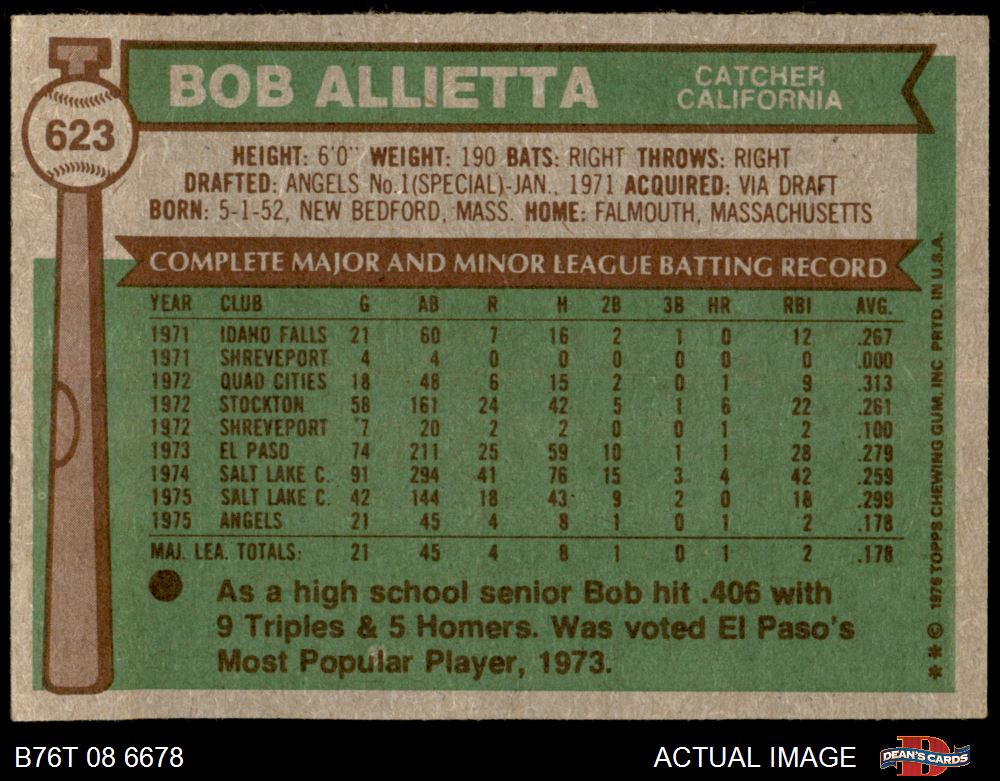 T
623
BOB ALLIETTA
CATCHER
CALIFORNIA
HEIGHT: 6'0" WEIGHT: 190 BATS: RIGHT THROWS: RIGHT
DRAFTED: ANGELS No.1(SPECIAL)-JAN., 1971 ACQUIRED: VIA DRAFT
BORN: 5-1-52, NEW BEDFORD, MASS. HOME: FALMOUTH, MASSACHUSETTS
COMPLETE MAJOR AND MINOR LEAGUE BATTING RECORD
YEAR CLUB G AB R H 2B 3B HR RBI AVG.
1971 IDAHO FALLS 21 60 7 16 2 1 0 12 .267
1971 SHREVEPORT 4 4 0 0 0 0 0 0 .000
1972 QUAD CITIES 18 48 6 15 2 0 1 9 .313
1972 STOCKTON 58 161 24 42 5 1 6 22 .261
1972 SHREVEPORT 7 20 2 2 0 0 1 2 .100
1973 EL PASO 74 211 25 59 10 1 1 28 .279
1974 SALT LAKE C. 91 294 41 76 15 3 4 42 .259
1975 SALT LAKE C. 42 144 18 43 9 2 0 18 .299
1975 ANGELS 21 45 4 8 1 0 1 2 .178
MAJ. LEA. TOTALS: 21 45 4 8 1 0 1 2 .178
As a high school senior Bob hit .406 with
9 Triples & 5 Homers. Was voted El Paso's
Most Popular Player, 1973.
** © 1976 TOPPS CHEWING GUM, INC PRTD. IN U.S.A.
B76T 08 6678
ACTUAL IMAGE
DEAN'S CARDS